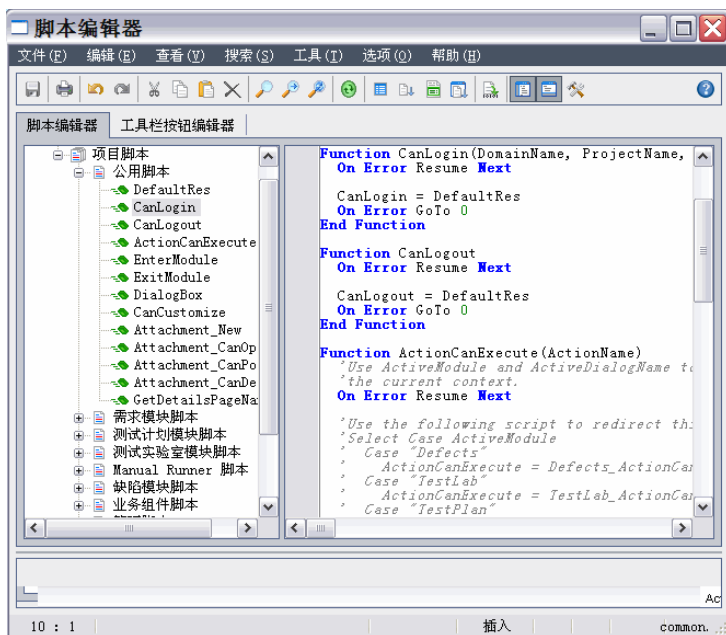 脚本编辑器
文件(F) 编辑(E) 查看(V) 搜索(S) 工具(T) 选项(O) 帮助(H)
脚本编辑器 工具栏按钮编辑器
项目脚本
公用脚本
DefaultRes
CanLogin
CanLogout
ActionCanExecute
EnterModule
ExitModule
DialogBox
CanCustomize
Attachment_New
Attachment_CanOp
Attachment_CanPo
Attachment_CanDe
GetDetailsPageNa
需求模块脚本
测试计划模块脚本
测试实验室模块脚本
Manual Runner 脚本
缺陷模块脚本
业务组件脚本
Function CanLogin(DomainName, ProjectName,
On Error Resume Next
CanLogin = DefaultRes
On Error GoTo 0
End Function
Function CanLogout
On Error Resume Next
CanLogout = DefaultRes
On Error GoTo 0
End Function
Function ActionCanExecute(ActionName)
'Use ActiveModule and ActiveDialogName to
'the current context.
On Error Resume Next
'Use the following script to redirect thi
'Select Case ActiveModule
'  Case "Defects"
'    ActionCanExecute = Defects_ActionCan
'  Case "TestLab"
'    ActionCanExecute = TestLab_ActionCan
'  Case "TestPlan"
Ac
10 : 1 插入 common.